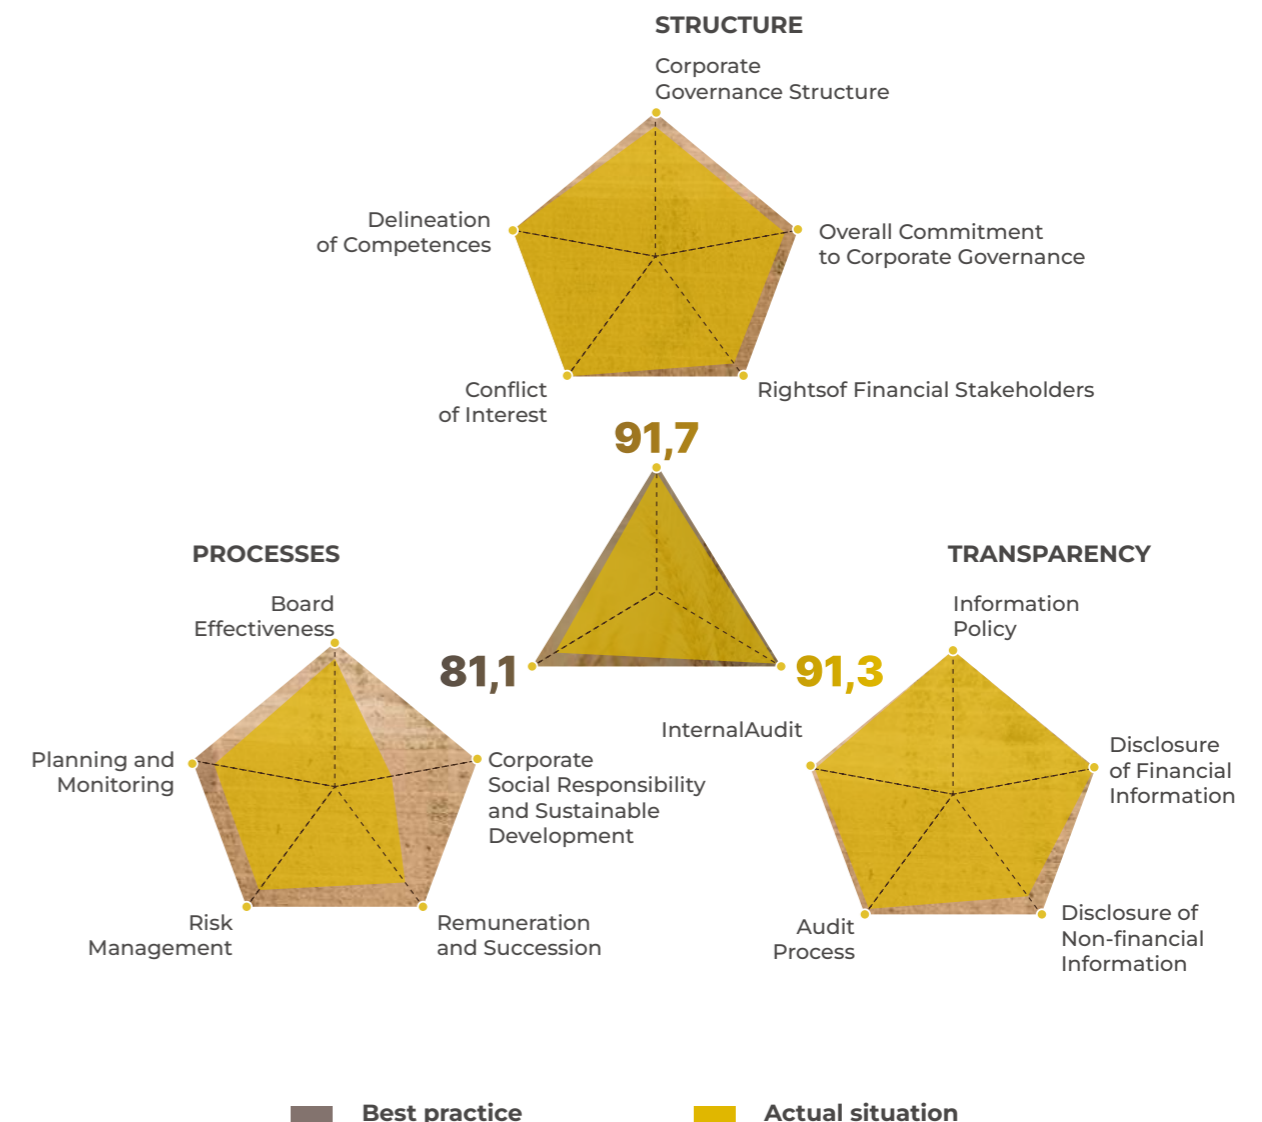 STRUCTURE
Corporate
Governance Structure
Delineation
of Competences
Overall Commitment
to Corporate Governance
Conflict
of Interest
Rightsof Financial Stakeholders
91,7
PROCESSES
TRANSPARENCY
Board
Effectiveness
Information
Policy
81,1
91,3
InternalAudit
Planning and
Monitoring
Corporate
Social Responsibility
and Sustainable
Development
Disclosure
of Financial
Information
Risk
Management
Remuneration
and Succession
Audit
Process
Disclosure of
Non-financial
Information
Best practice
Actual situation